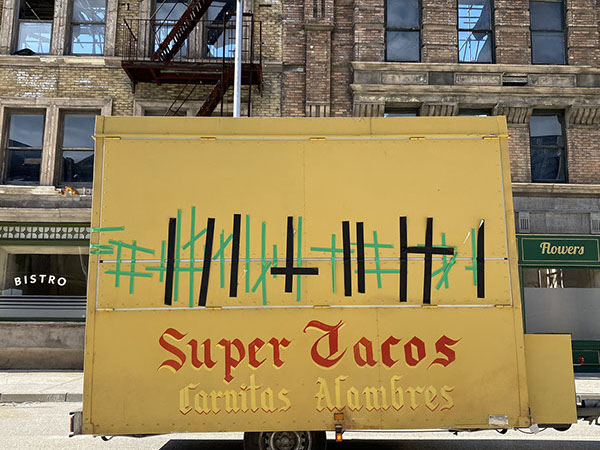 BISTRO
Flowers
Super Tacos
Carnitas Alambres